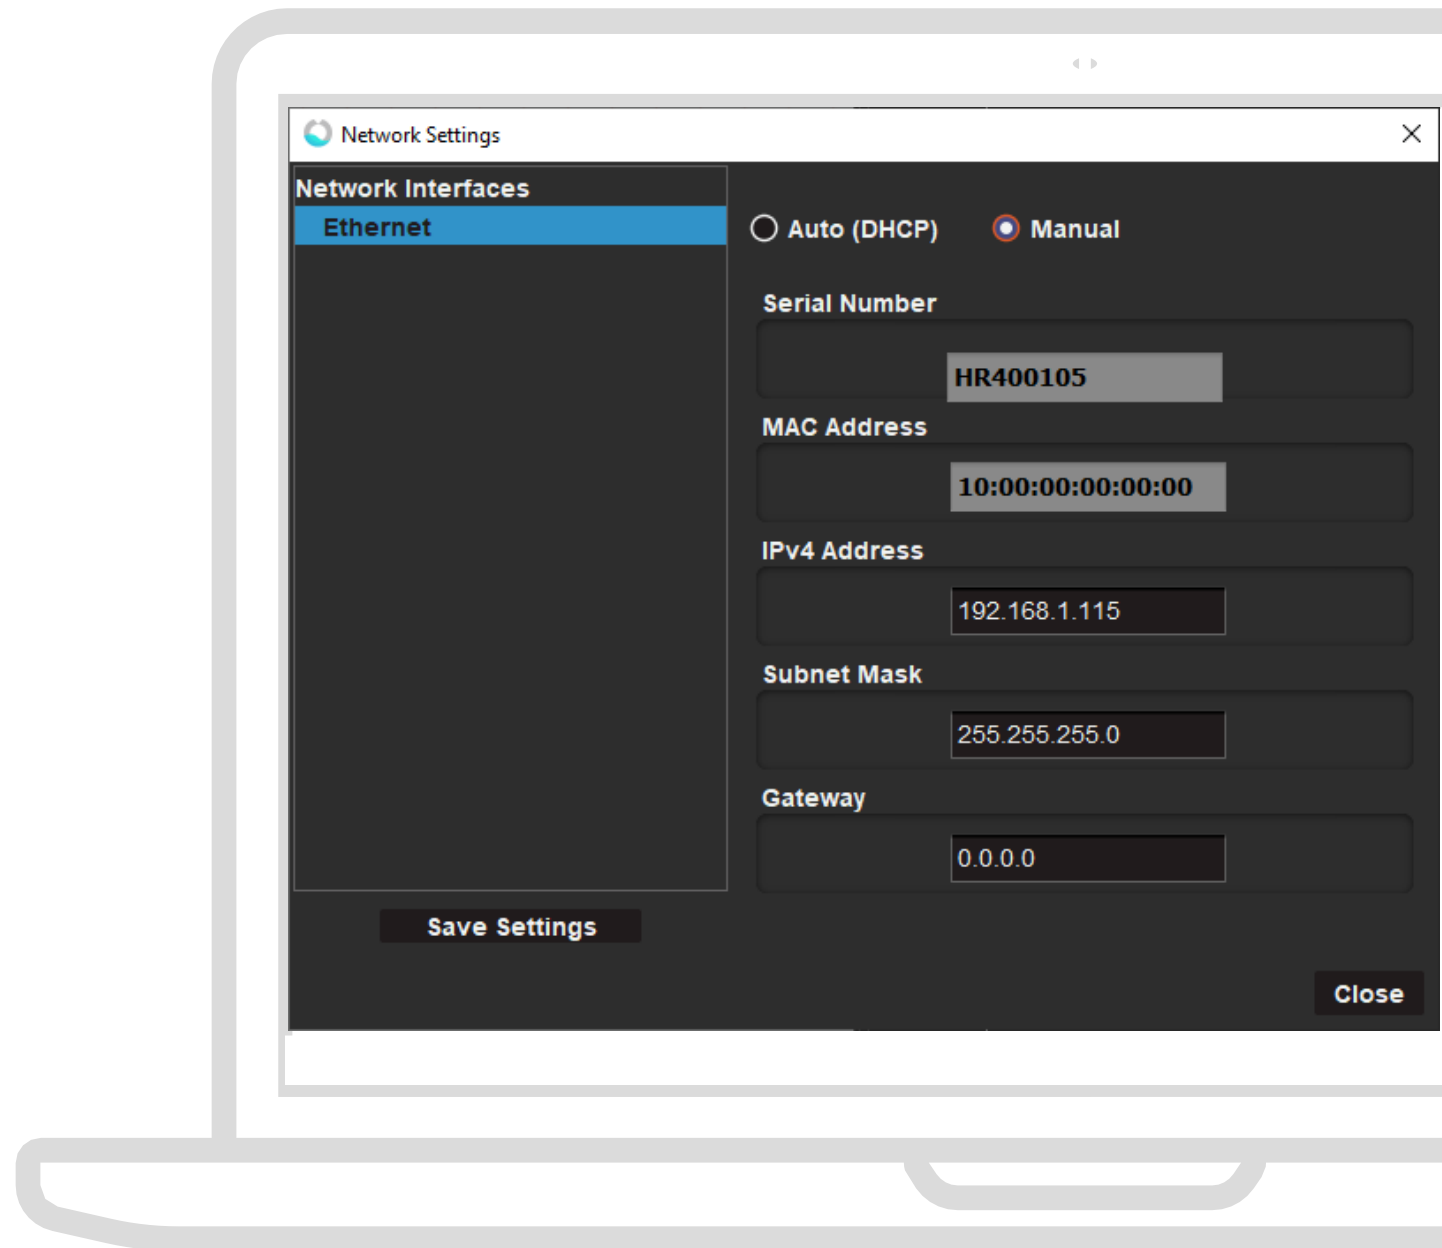 Network Settings
Network Interfaces
Ethernet
Auto (DHCP) Manual
Serial Number
HR400105
MAC Address
10:00:00:00:00:00
IPv4 Address
192.168.1.115
Subnet Mask
255.255.255.0
Gateway
0.0.0.0
Save Settings
Close